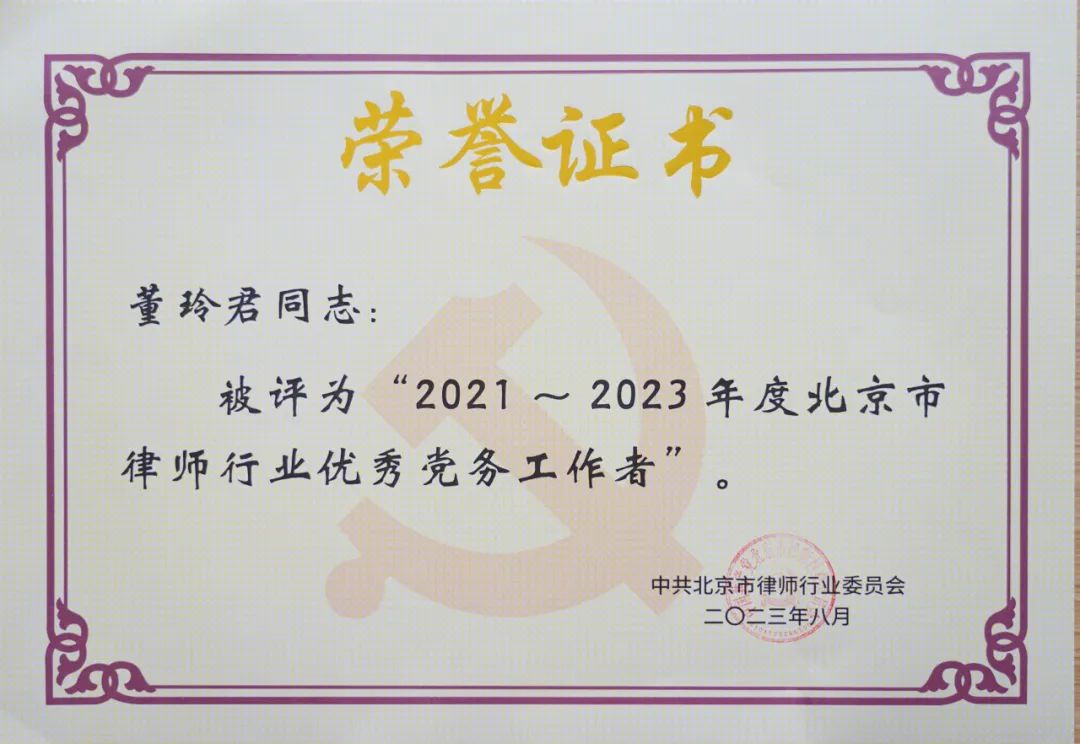 荣誉证书
董玲君同志：
被评为“2021～2023年度北京市
律师行业优秀党务工作者”。
中共北京市律师行业委员会
二〇二三年八月